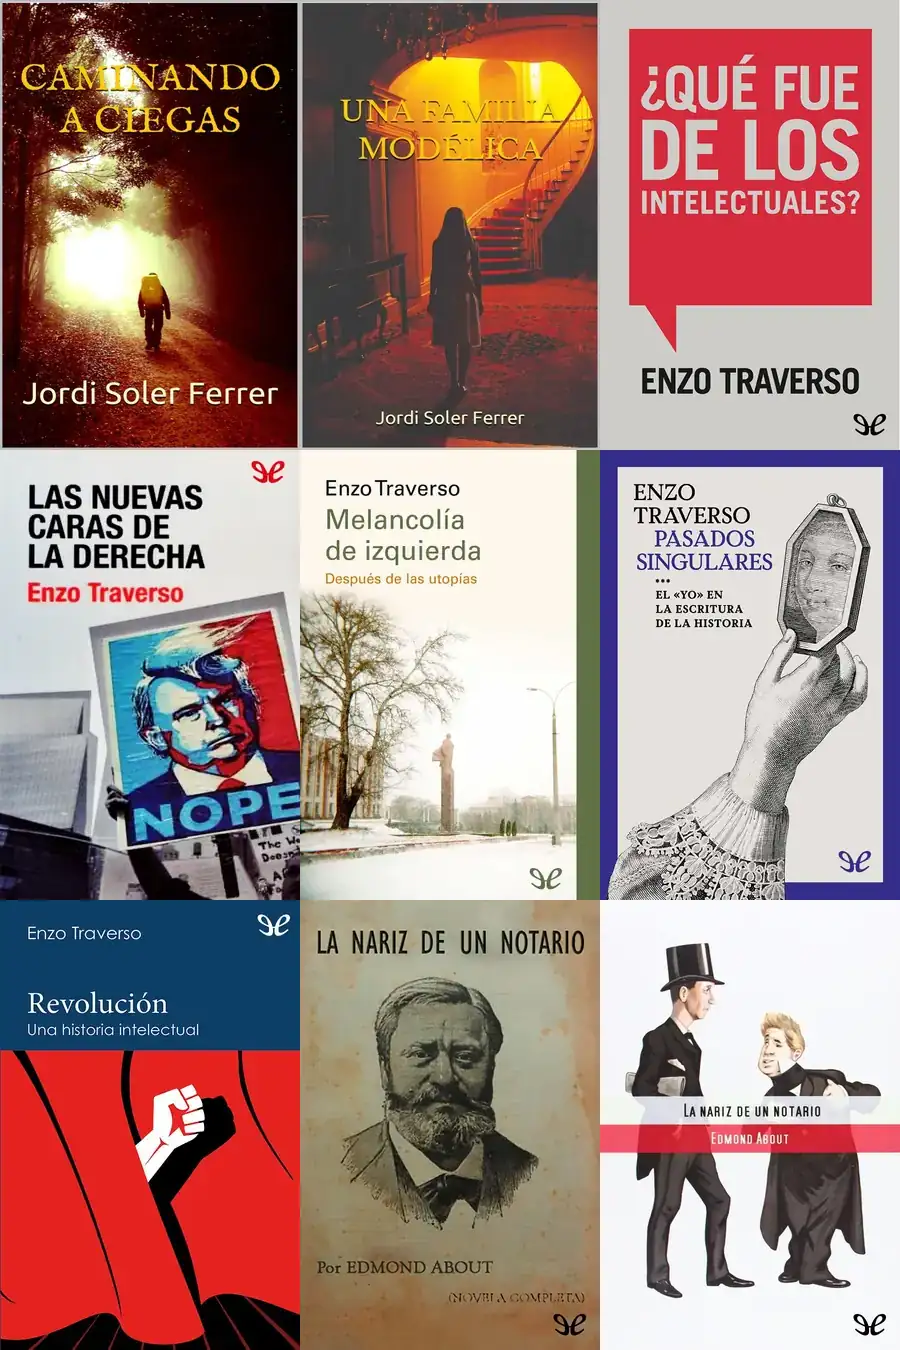 CAMINANDO
A CIEGAS
Jordi Soler Ferrer
UNA FAMILIA
MODÉLICA
Jordi Soler Ferrer
¿QUÉ FUE
DE LOS
INTELECTUALES?
ENZO TRAVERSO
LAS NUEVAS
CARAS DE
LA DERECHA
Enzo Traverso
NOPE
The W
Doesn
Enzo Traverso
Melancolía
de izquierda
Después de las utopías
ENZO
TRAVERSO
PASADOS
SINGULARES
•••
EL «YO» EN
LA ESCRITURA
DE LA HISTORIA
Enzo Traverso
Revolución
Una historia intelectual
LA NARIZ DE UN NOTARIO
Por EDMOND ABOUT
(NOVELA COMPLETA)
LA NARIZ DE UN NOTARIO
EDMOND ABOUT